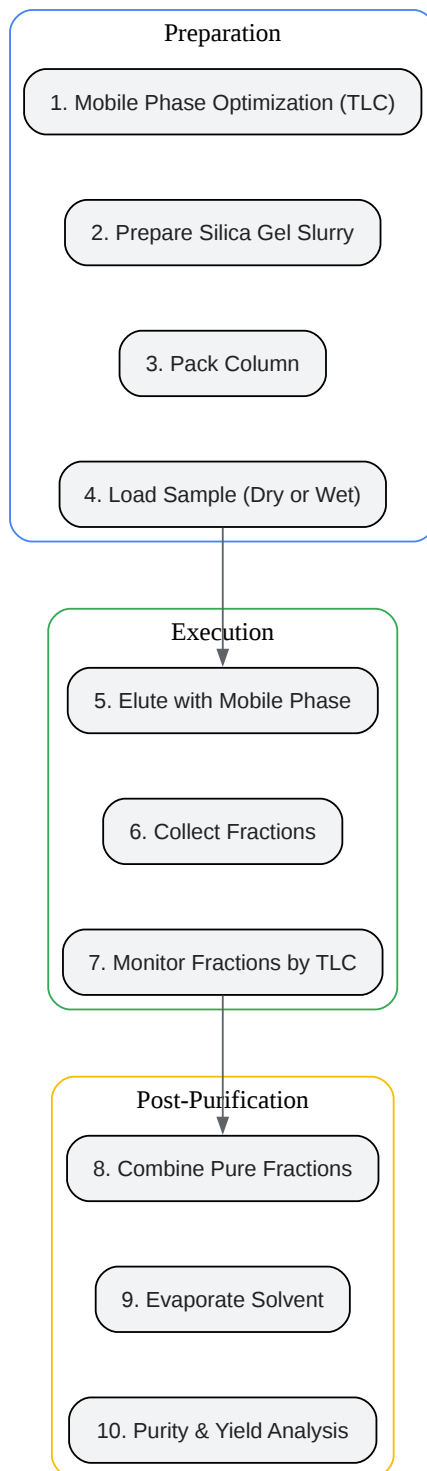 Preparation
1. Mobile Phase Optimization (TLC)
2. Prepare Silica Gel Slurry
3. Pack Column
4. Load Sample (Dry or Wet)
Execution
5. Elute with Mobile Phase
6. Collect Fractions
7. Monitor Fractions by TLC
Post-Purification
8. Combine Pure Fractions
9. Evaporate Solvent
10. Purity & Yield Analysis